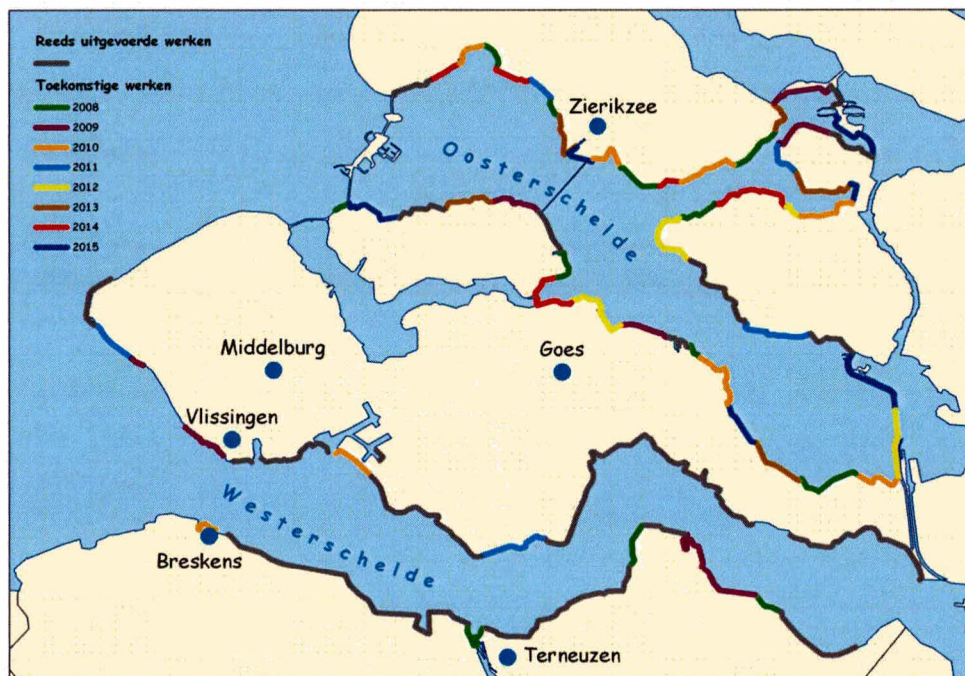 Reeds uitgevoerde werken
Toekomstige werken
2008
2009
2010
2011
2012
2013
2014
2015
Zierikzee
Oosterschelde
Middelburg
Goes
Vlissingen
Westerschelde
Breskens
Terneuzen